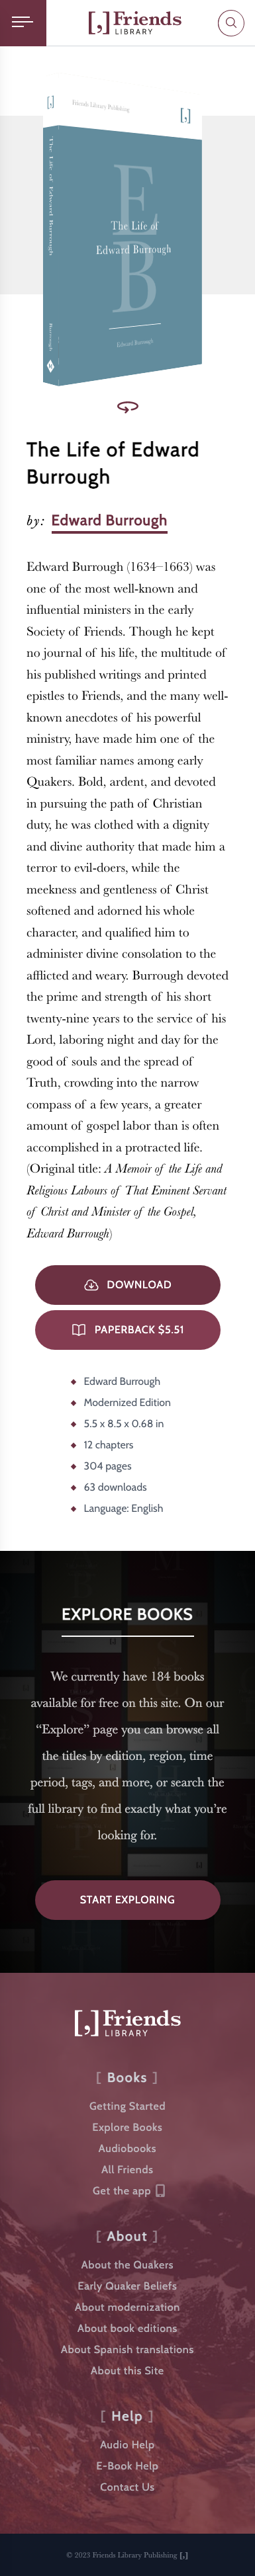 [,] Friends
LIBRARY
Friends Library Publishing
[,]
The Life of Edward Burrough
E
The Life of
Edward Burrough
B
Edward Burrough
Burrough
The Life of Edward
Burrough
by: Edward Burrough
Edward Burrough (1634–1663) was
one of the most well-known and
influential ministers in the early
Society of Friends. Though he kept
no journal of his life, the multitude of
his published writings and printed
epistles to Friends, and the many well-
known anecdotes of his powerful
ministry, have made him one of the
most familiar names among early
Quakers. Bold, ardent, and devoted
in pursuing the path of Christian
duty, he was clothed with a dignity
and divine authority that made him a
terror to evil-doers, while the
meekness and gentleness of Christ
softened and adorned his whole
character, and qualified him to
administer divine consolation to the
afflicted and weary. Burrough devoted
the prime and strength of his short
twenty-nine years to the service of his
Lord, laboring night and day for the
good of souls and the spread of
Truth, crowding into the narrow
compass of a few years, a greater
amount of gospel labor than is often
accomplished in a protracted life.
(Original title: A Memoir of the Life and
Religious Labours of That Eminent Servant
of Christ and Minister of the Gospel,
Edward Burrough)
DOWNLOAD
PAPERBACK $5.51
Edward Burrough
Modernized Edition
5.5 x 8.5 x 0.68 in
12 chapters
304 pages
63 downloads
Language: English
EXPLORE BOOKS
We currently have 184 books
available for free on this site. On our
“Explore” page you can browse all
the titles by edition, region, time
period, tags, and more, or search the
full library to find exactly what you’re
looking for.
START EXPLORING
[,] Friends
LIBRARY
[ Books ]
Getting Started
Explore Books
Audiobooks
All Friends
Get the app
[ About ]
About the Quakers
Early Quaker Beliefs
About modernization
About book editions
About Spanish translations
About this Site
[ Help ]
Audio Help
E-Book Help
Contact Us
© 2023 Friends Library Publishing [,]